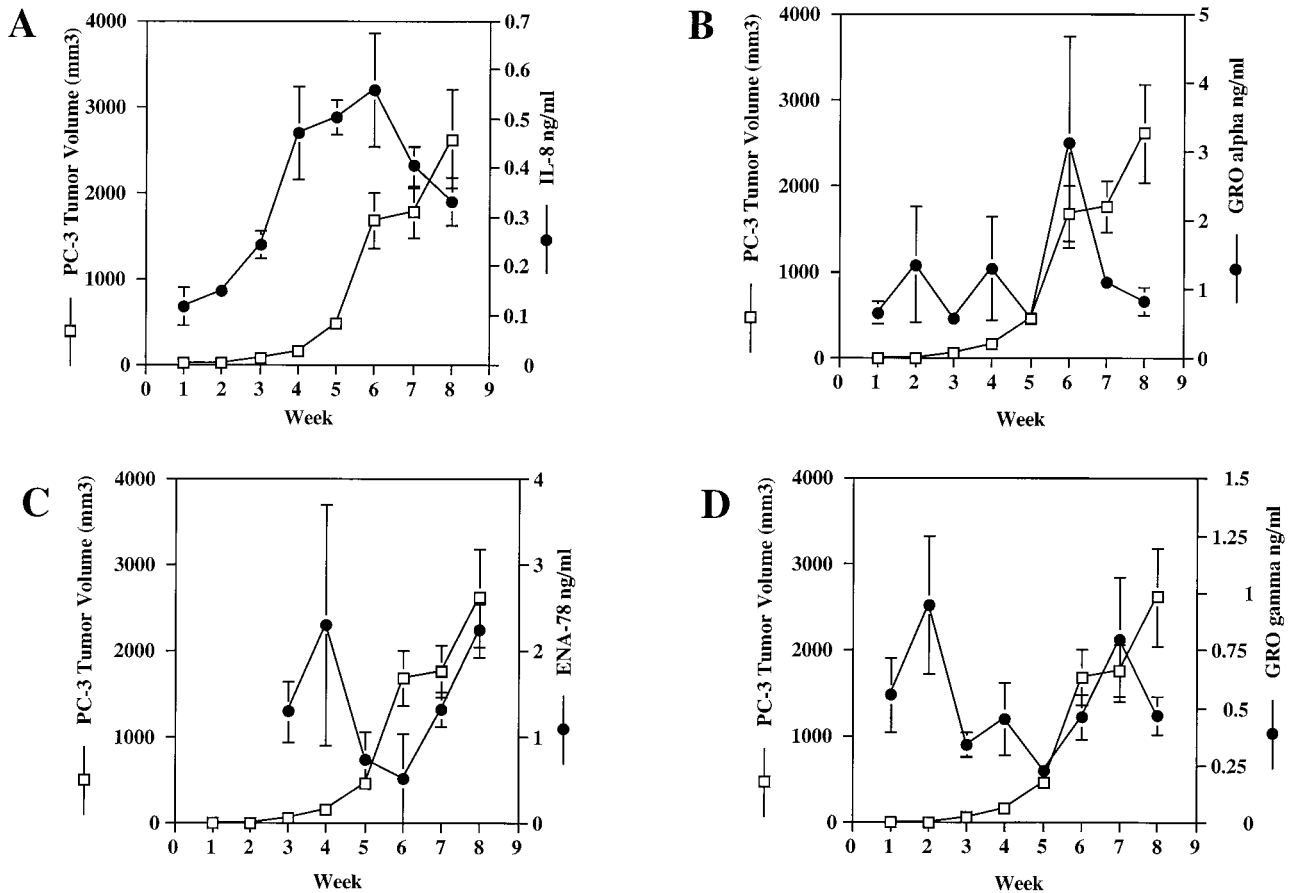 A
PC-3 Tumor Volume (mm3)
4000
3000
2000
1000
0
0.7
0.6
0.5
0.4
0.3
0.2
0.1
0
IL-8 ng/ml
0 1 2 3 4 5 6 7 8 9
Week
B
PC-3 Tumor Volume (mm3)
4000
3000
2000
1000
0
5
4
3
2
1
0
GRO alpha ng/ml
0 1 2 3 4 5 6 7 8 9
Week
C
PC-3 Tumor Volume (mm3)
4000
3000
2000
1000
0
4
3
2
1
0
ENA-78 ng/ml
0 1 2 3 4 5 6 7 8 9
Week
D
PC-3 Tumor Volume (mm3)
4000
3000
2000
1000
0
1.5
1.25
1
0.75
0.5
0.25
0
GRO gamma ng/ml
0 1 2 3 4 5 6 7 8 9
Week